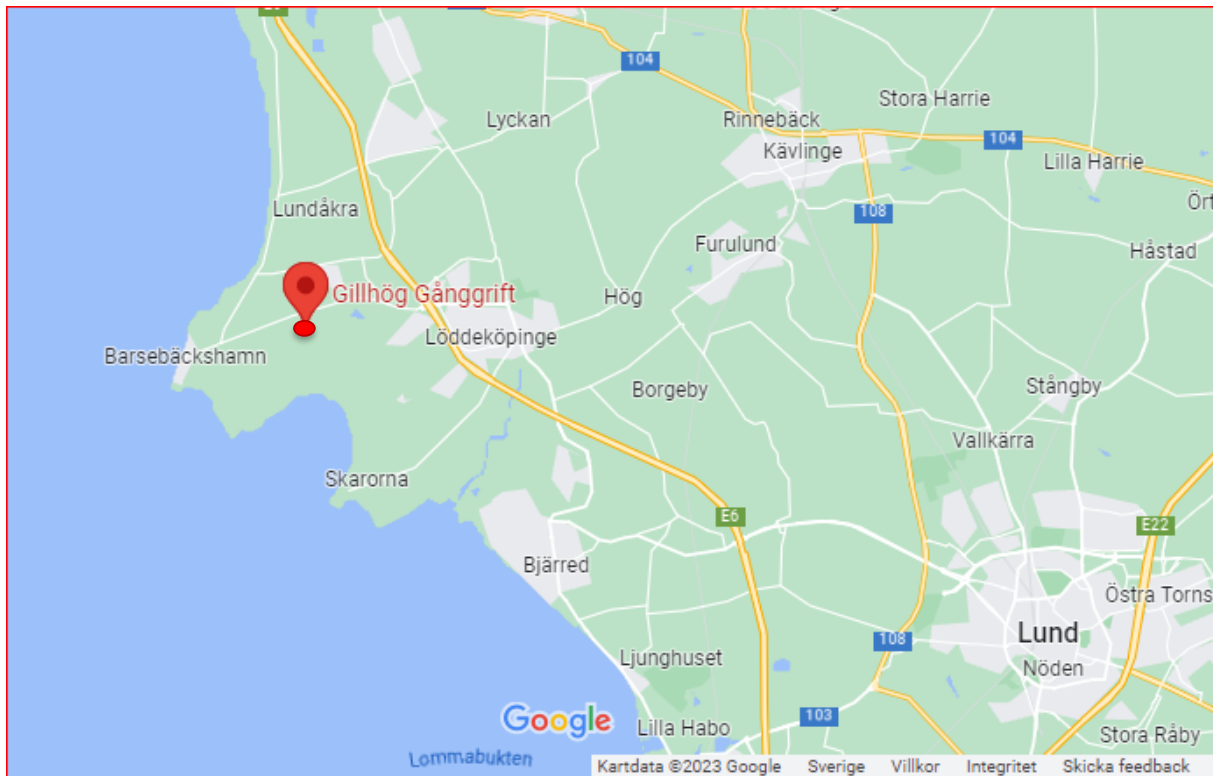 104
Stora Harrie
Lyckan
Rinnebäck
104
Kävlinge
Lilla Harrie
Lundåkra
108
Furulund
Håstad
Gillhög Gånggrift
Hög
Löddeköpinge
Barsebäckshamn
Borgeby
Stångby
Vallkärra
Skarorna
E6
E22
Bjärred
Östra Torns
Lund
108
Ljunghuset
Nöden
Google
103
Lilla Habo
Stora Råby
Lommabukten
Kartdata ©2023 Google Sverige Villkor Integritet Skicka feedback